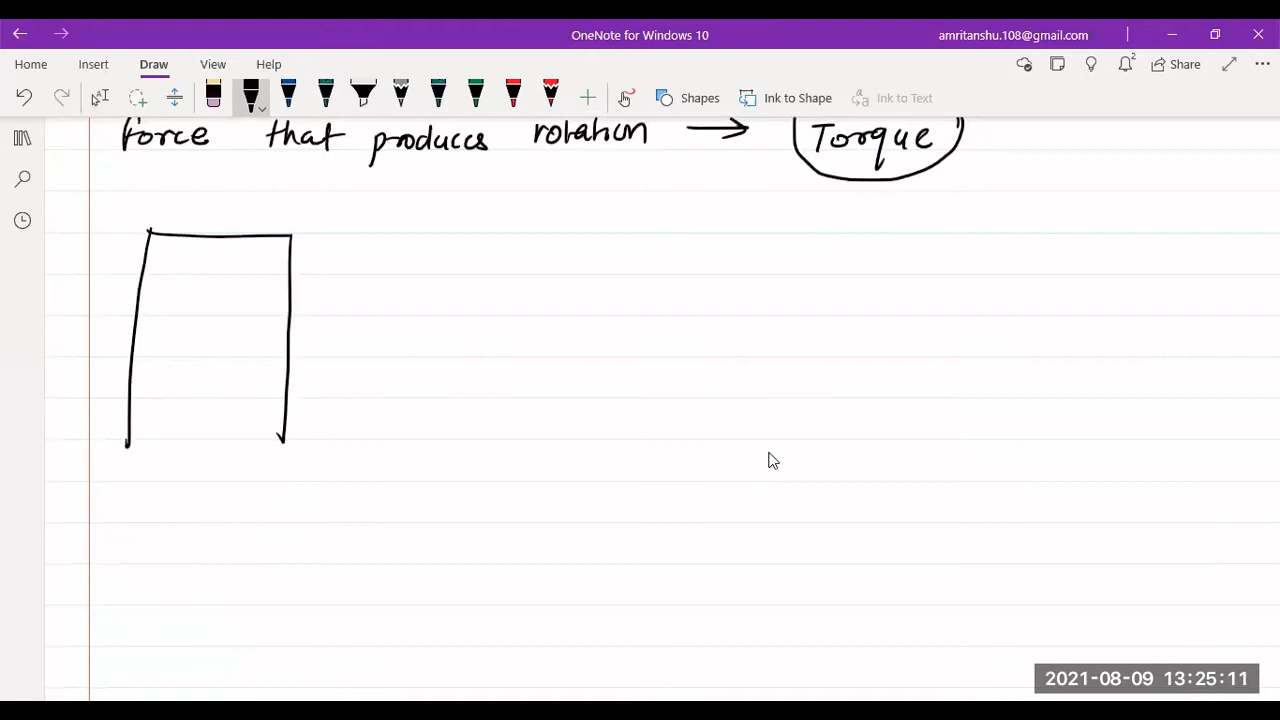 OneNote for Windows 10
amritanshu.108@gmail.com
Home Insert Draw View Help
2
Share
Shapes Ink to Shape Ink to Text
force that produces rotation → Torque
2021-08-09 13:25:11